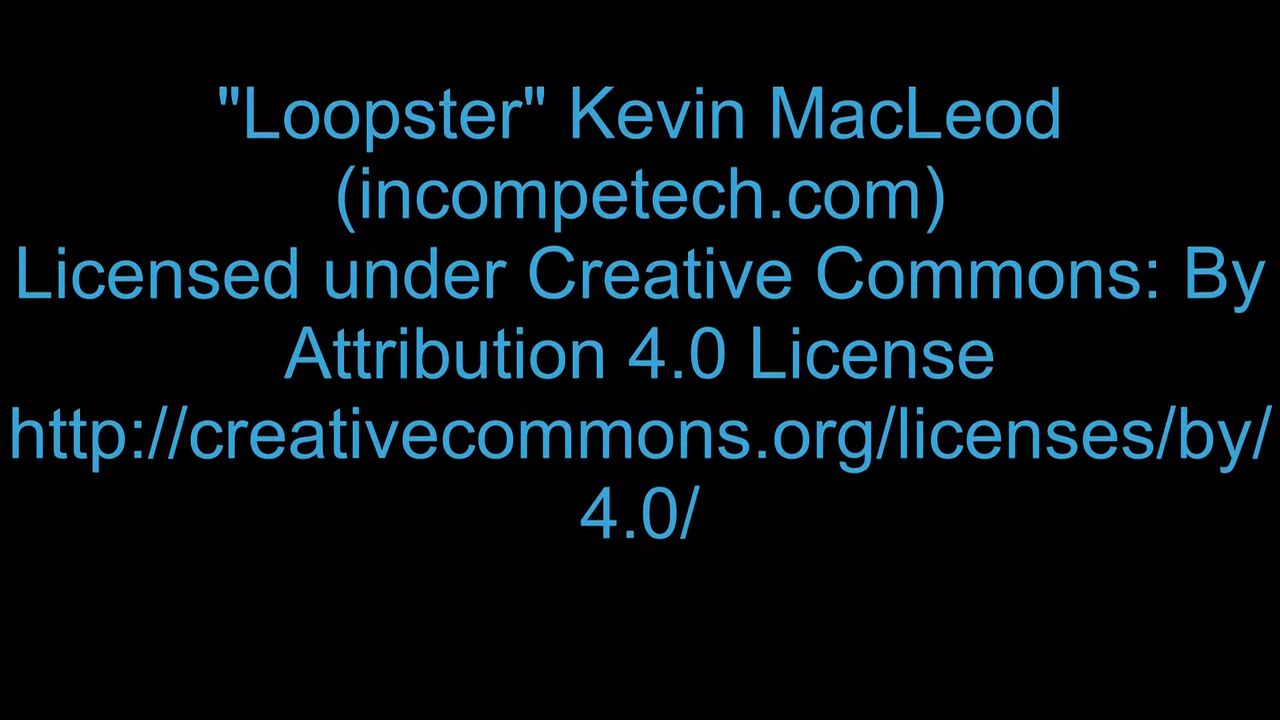 "Loopster" Kevin MacLeod
(incompetech.com)
Licensed under Creative Commons: By
Attribution 4.0 License
http://creativecommons.org/licenses/by/
4.0/